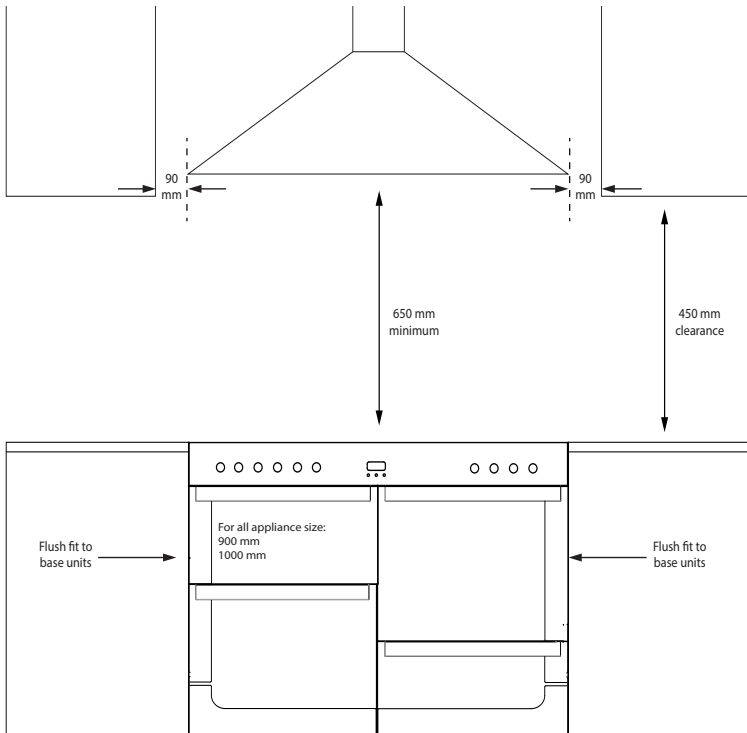 90
mm
90
mm
650 mm
minimum
450 mm
clearance
For all appliance size:
900 mm
1000 mm
Flush fit to
base units
Flush fit to
base units